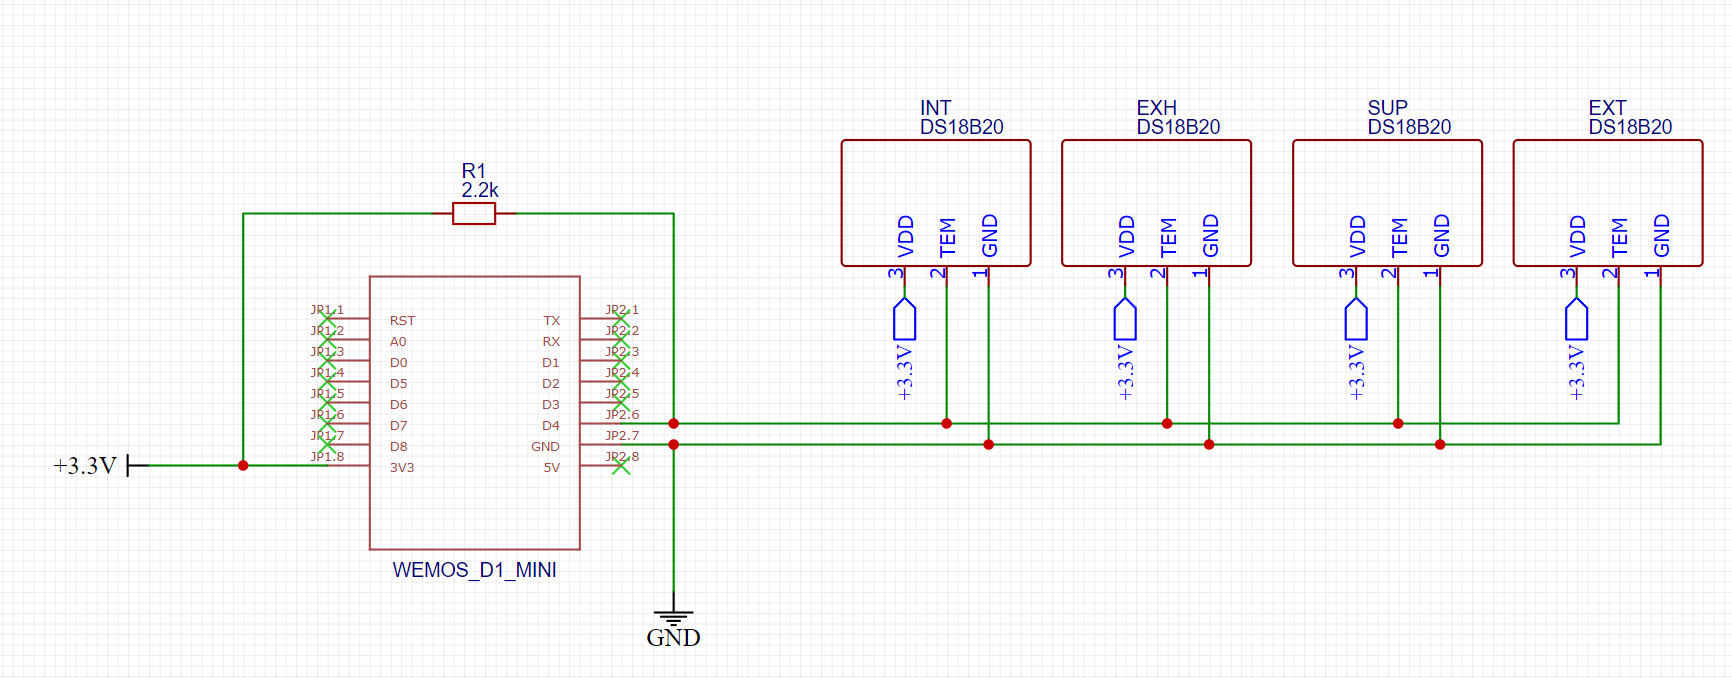 INT
DS18B20
EXH
DS18B20
SUP
DS18B20
EXT
DS18B20
VDD
TEM
GND
VDD
TEM
GND
VDD
TEM
GND
VDD
TEM
GND
3
2
1
3
2
1
3
2
1
3
2
1
+3.3V
+3.3V
+3.3V
+3.3V
R1
2.2k
JP1.1
RST
TX
JP2.1
JP1.2
A0
RX
JP2.2
JP1.3
D0
D1
JP2.3
JP1.4
D5
D2
JP2.4
JP1.5
D6
D3
JP2.5
JP1.6
D7
D4
JP2.6
JP1.7
D8
GND
JP2.7
+3.3V
JP1.8
3V3
5V
JP2.8
WEMOS_D1_MINI
GND